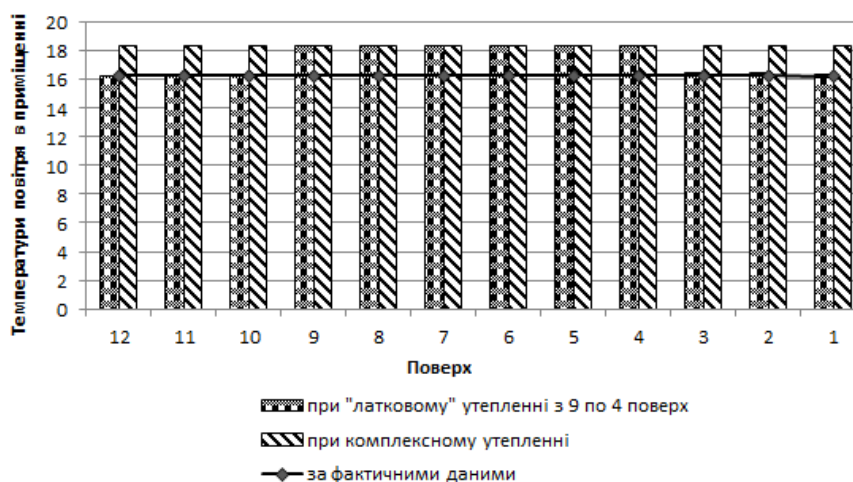 Температури повітря в приміщенні
20
18
16
14
12
10
8
6
4
2
0
12 11 10 9 8 7 6 5 4 3 2 1
Поверх
при "латковому" утепленні з 9 по 4 поверх
при комплексному утепленні
за фактичними даними